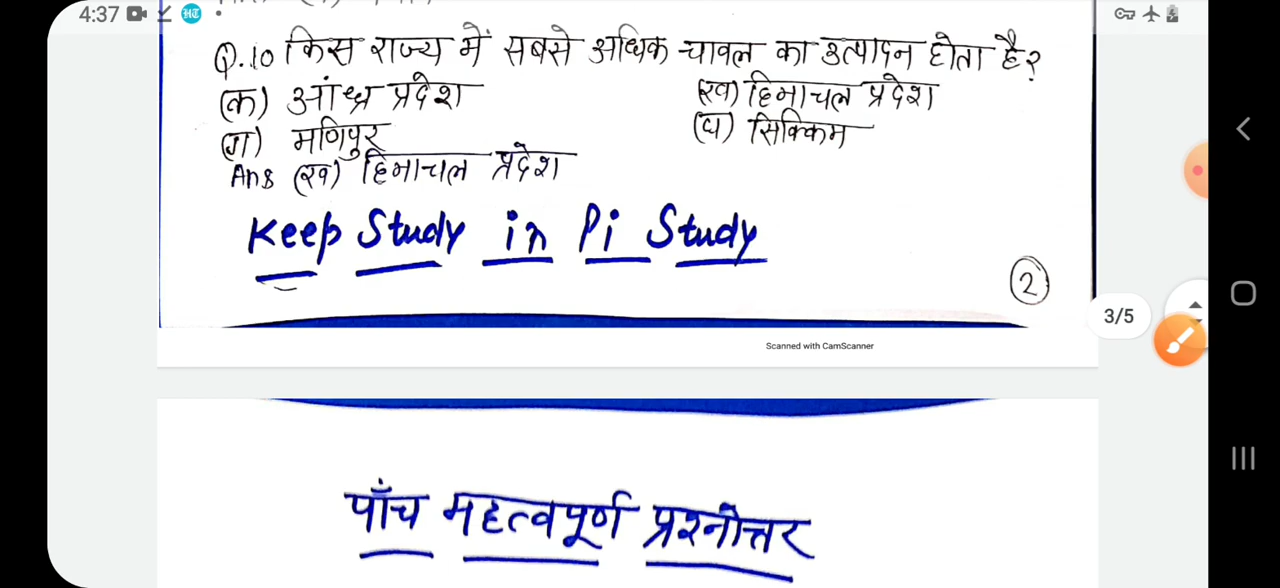 4:37
Q.10 किस राज्य में सबसे अधिक चावल का उत्पादन होता है?
(क) आंध्र प्रदेश (ख) हिमाचल प्रदेश
(ग) मणिपुर (घ) सिक्किम
Ans (ख) हिमाचल प्रदेश
Keep Study in Pi Study
2
3/5
Scanned with CamScanner
पाँच महत्वपूर्ण प्रश्नोत्तर